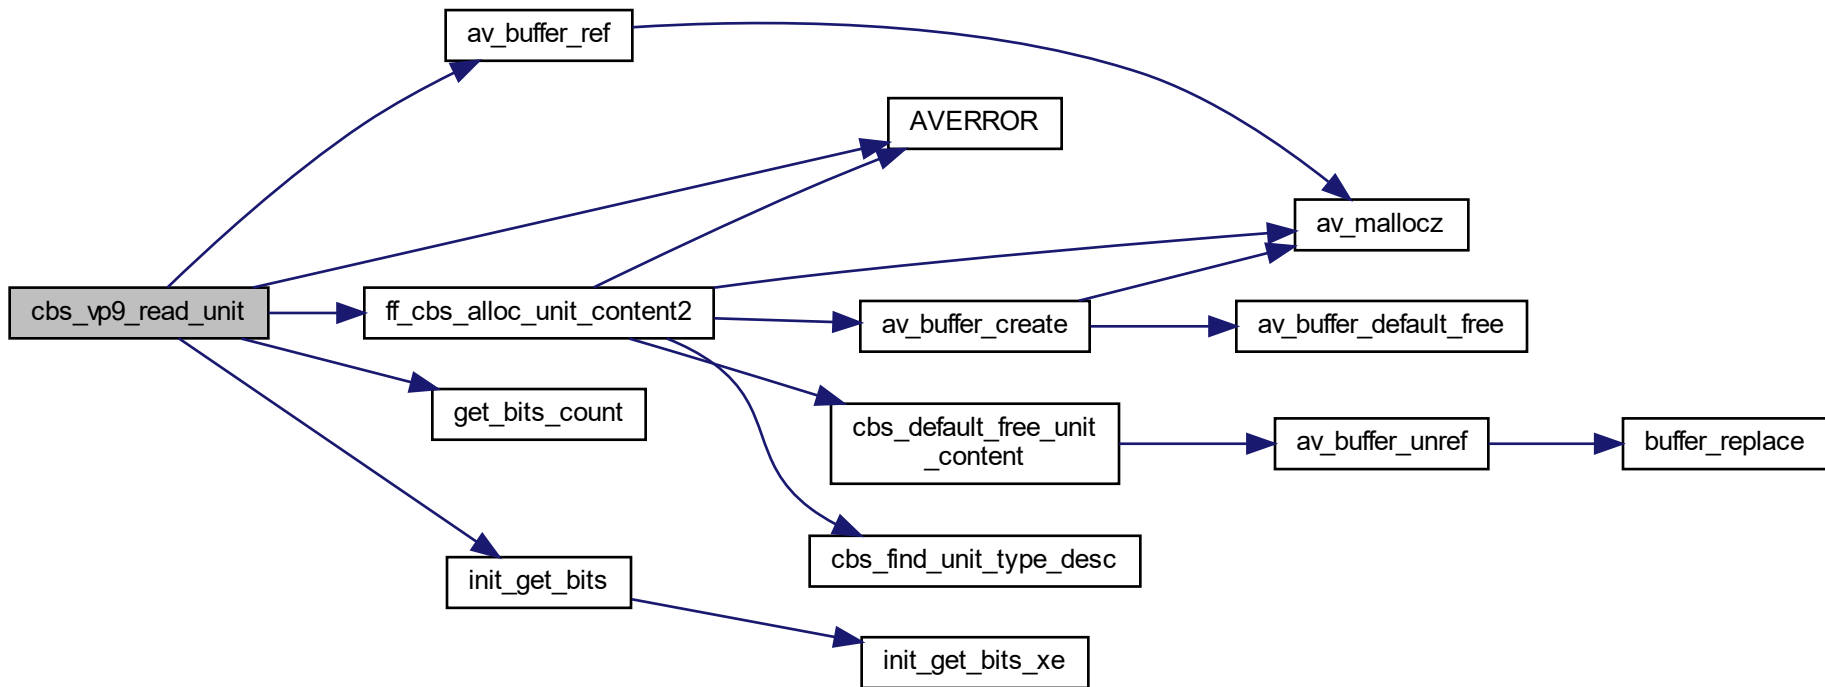 av_buffer_ref
AVERROR
av_mallocz
cbs_vp9_read_unit
ff_cbs_alloc_unit_content2
av_buffer_create
av_buffer_default_free
get_bits_count
cbs_default_free_unit
_content
av_buffer_unref
buffer_replace
cbs_find_unit_type_desc
init_get_bits
init_get_bits_xe